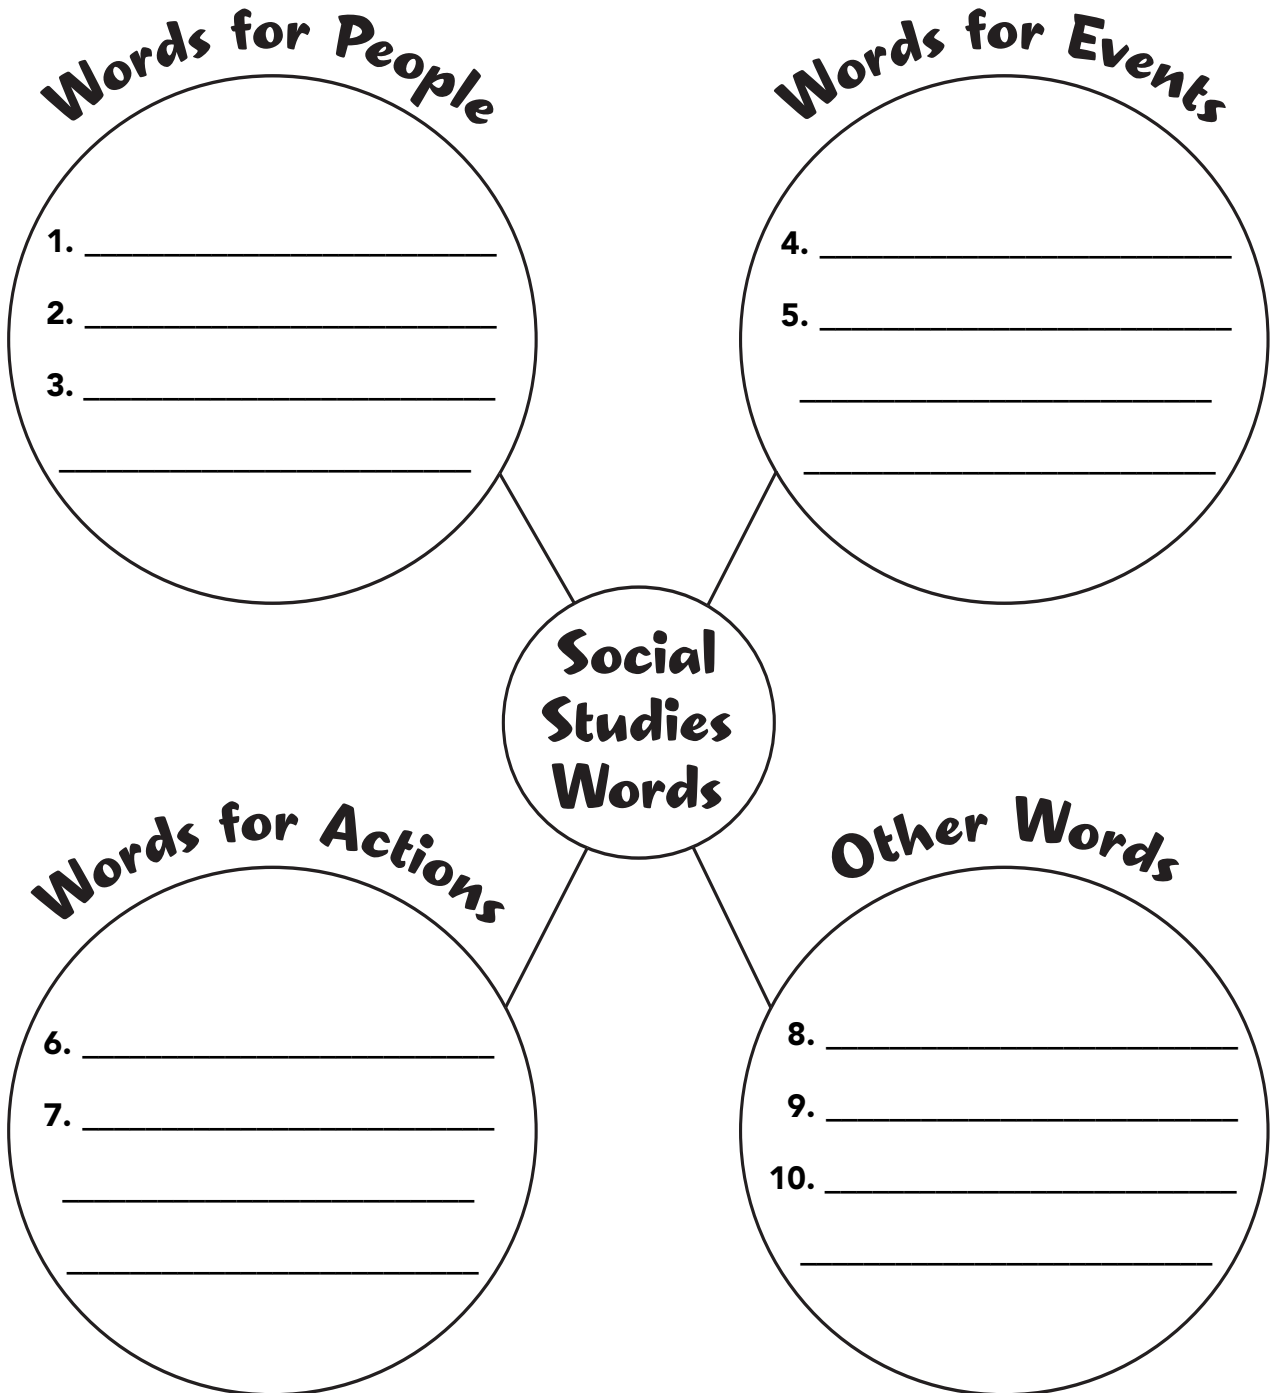 Words for People
1.
2.
3.
Words for Events
4.
5.
Social
Studies
Words
Words for Actions
6.
7.
Other Words
8.
9.
10.